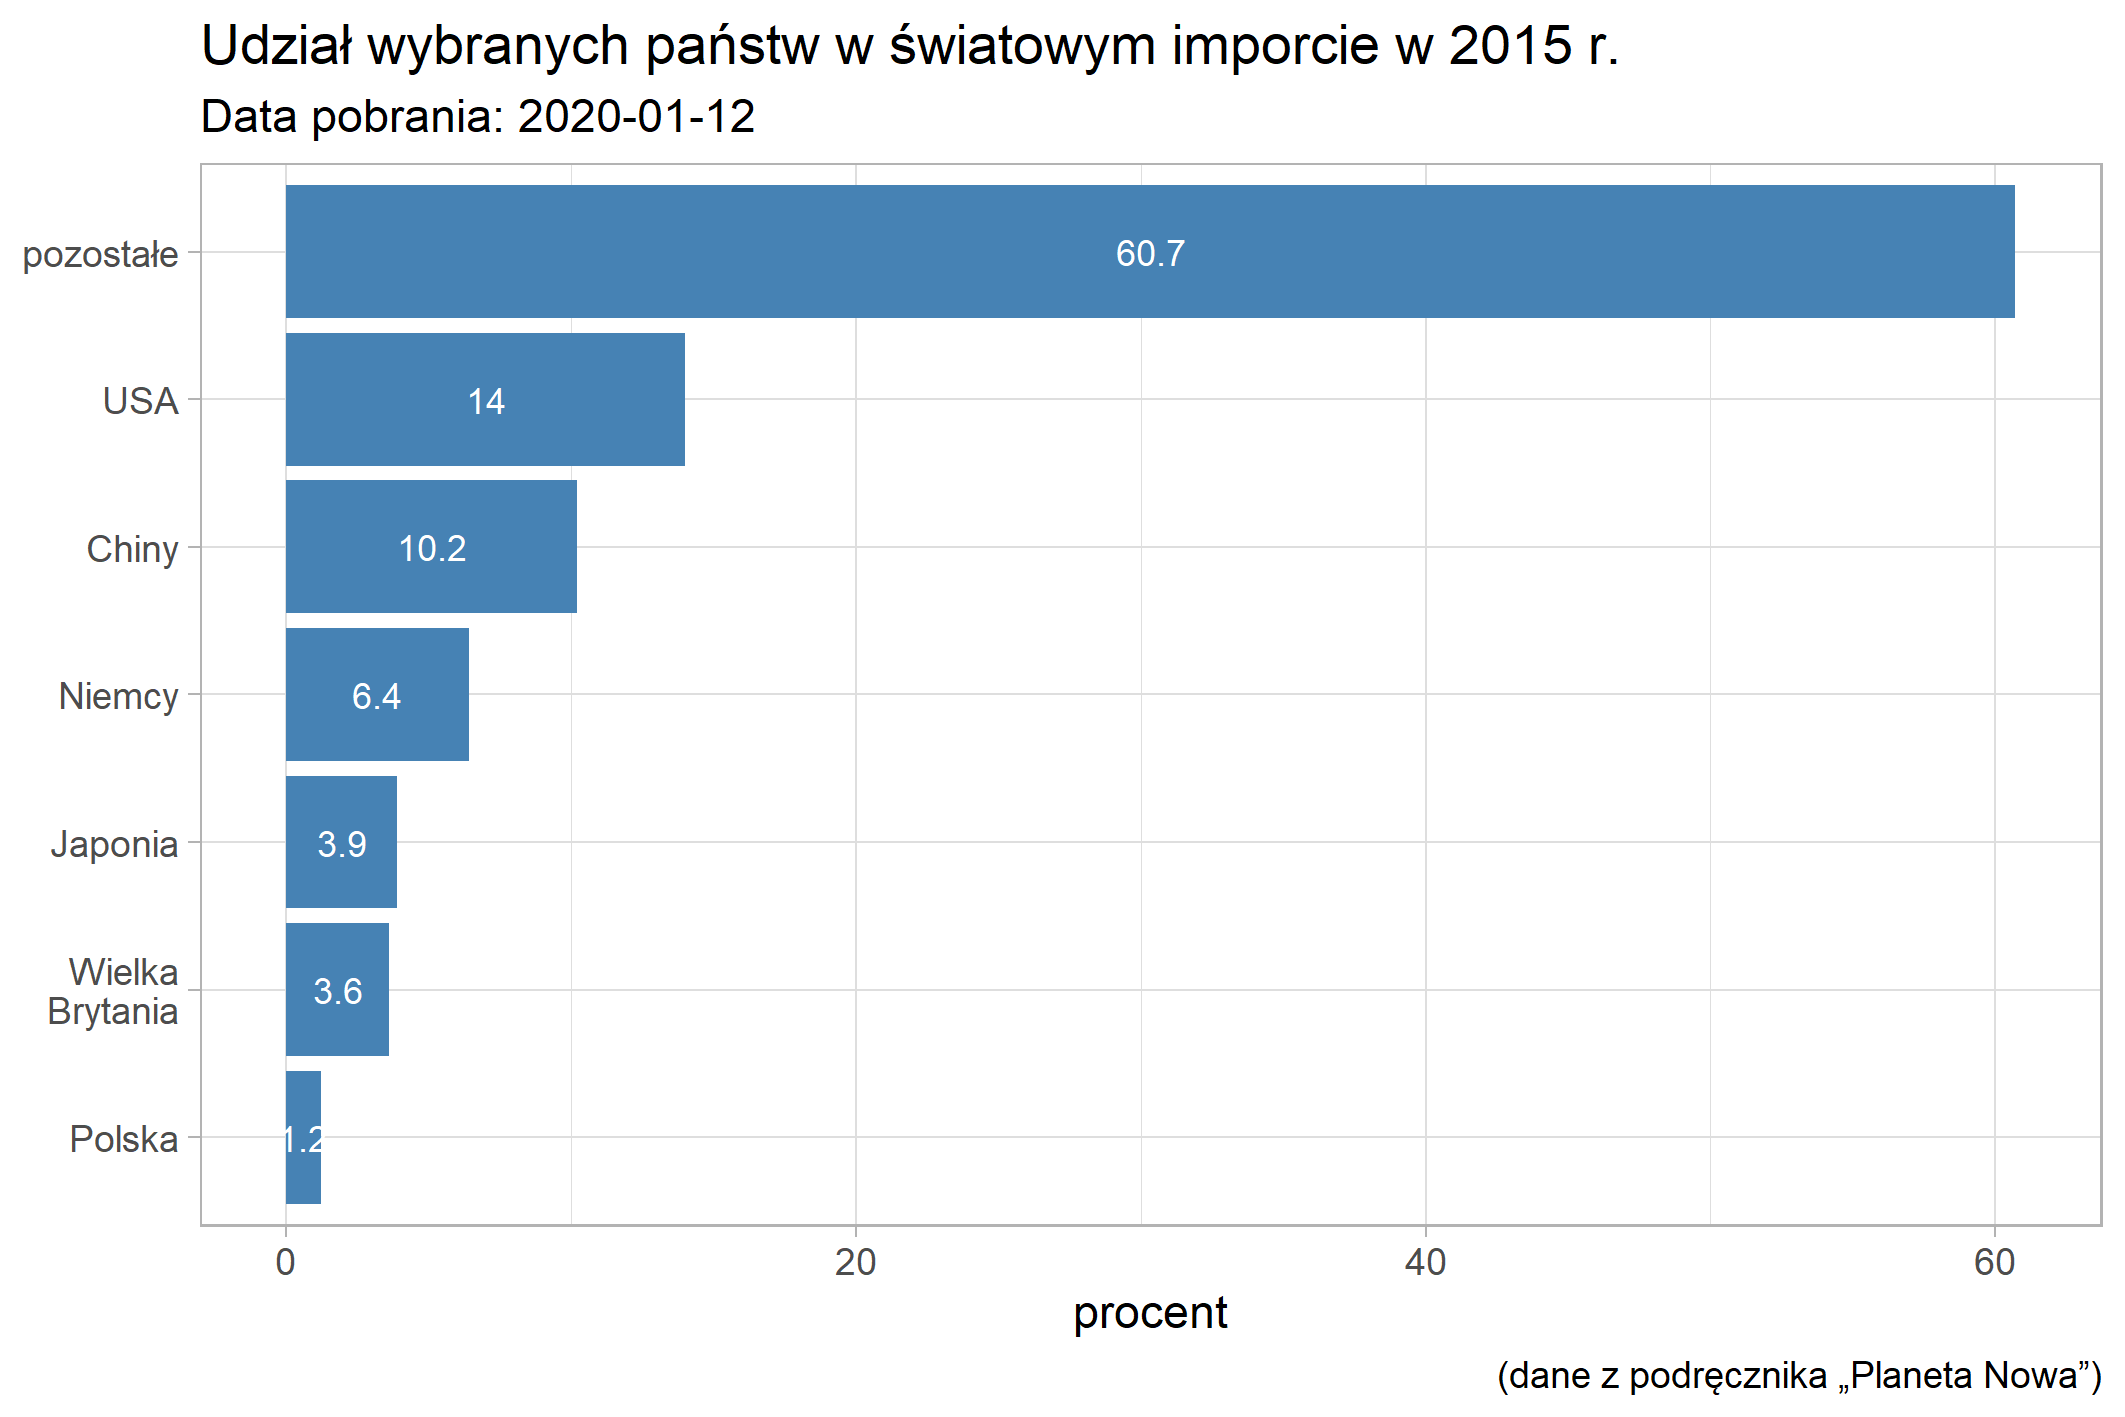 Udział wybranych państw w światowym imporcie w 2015 r.
Data pobrania: 2020-01-12
pozostałe
60.7
USA
14
Chiny
10.2
Niemcy
6.4
Japonia
3.9
Wielka
Brytania
3.6
Polska
1.2
0
20
40
60
procent
(dane z podręcznika „Planeta Nowa”)